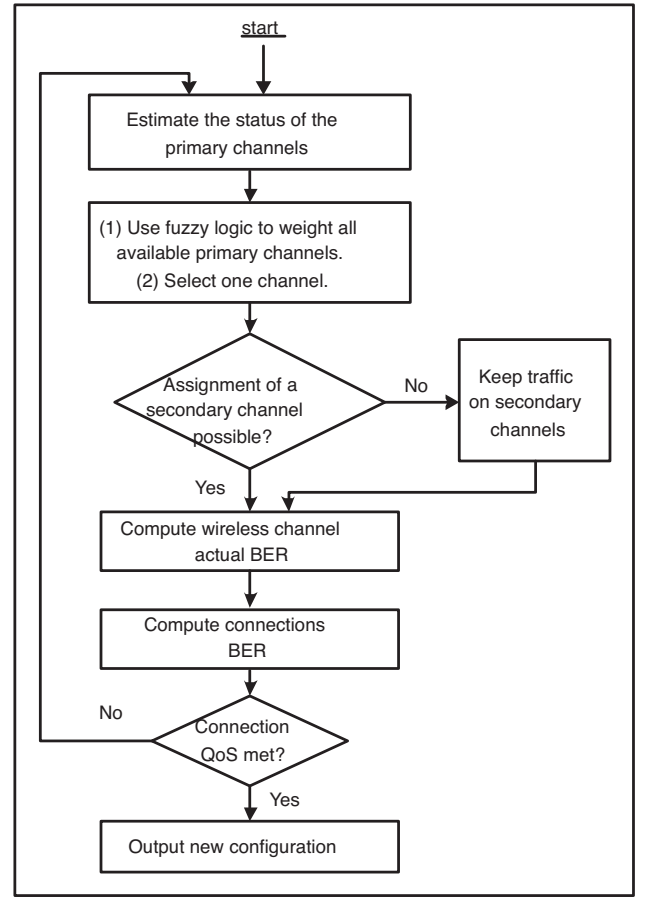 start
Estimate the status of the
primary channels
(1) Use fuzzy logic to weight all
available primary channels.
(2) Select one channel.
Assignment of a
secondary channel
possible?
No
Keep traffic
on secondary
channels
Yes
Compute wireless channel
actual BER
Compute connections
BER
No
Connection
QoS met?
Yes
Output new configuration